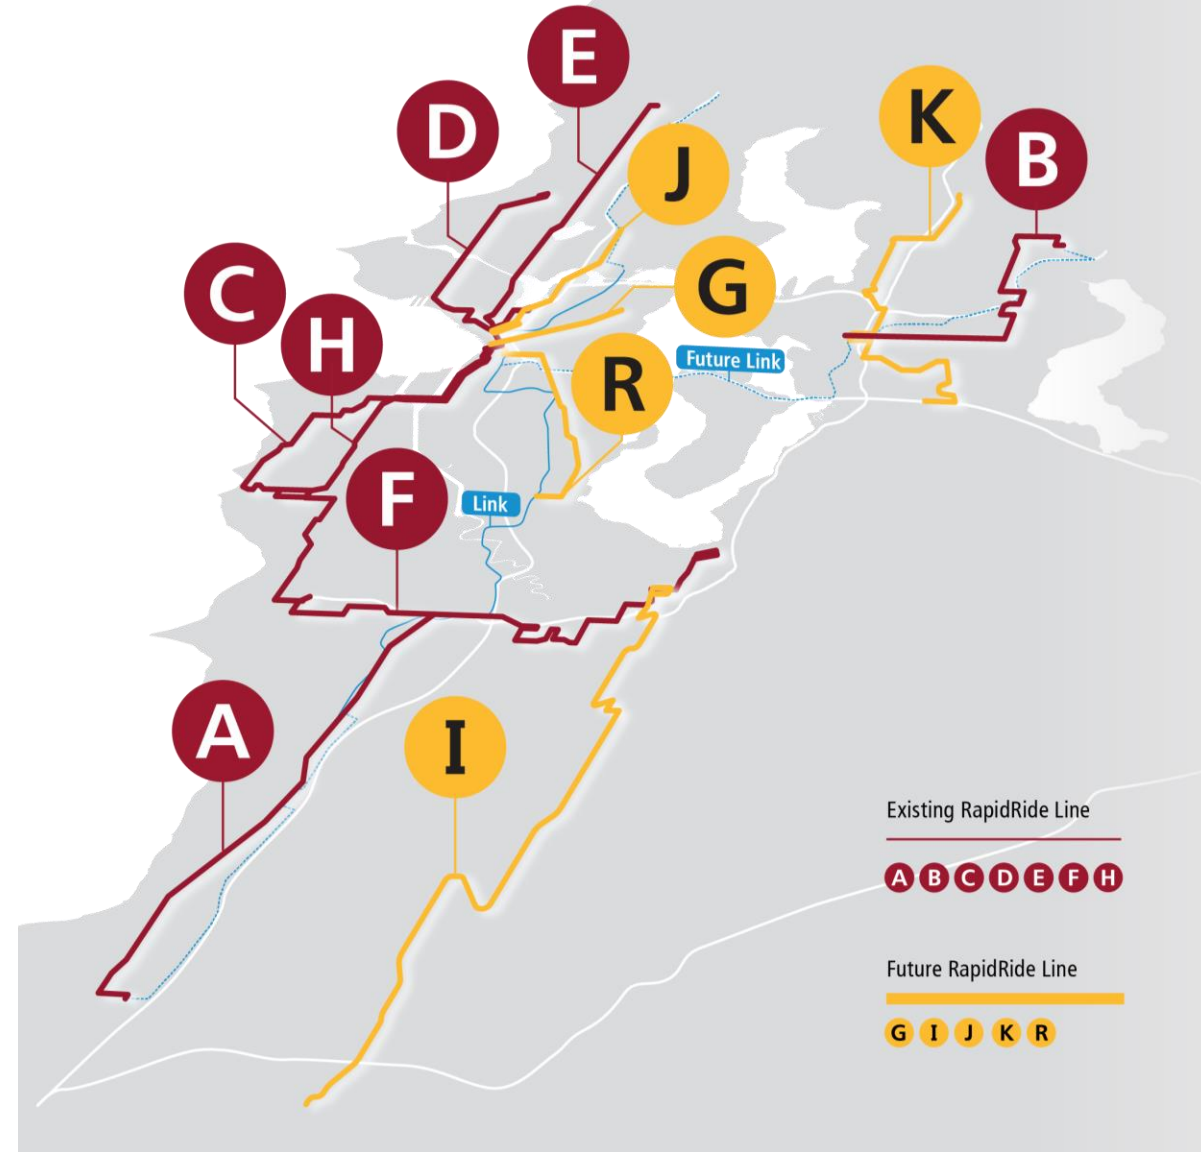 E
D
K
B
J
C
G
H
Future Link
R
F
Link
A
I
Existing RapidRide Line
A B C D E F H
Future RapidRide Line
G I J K R